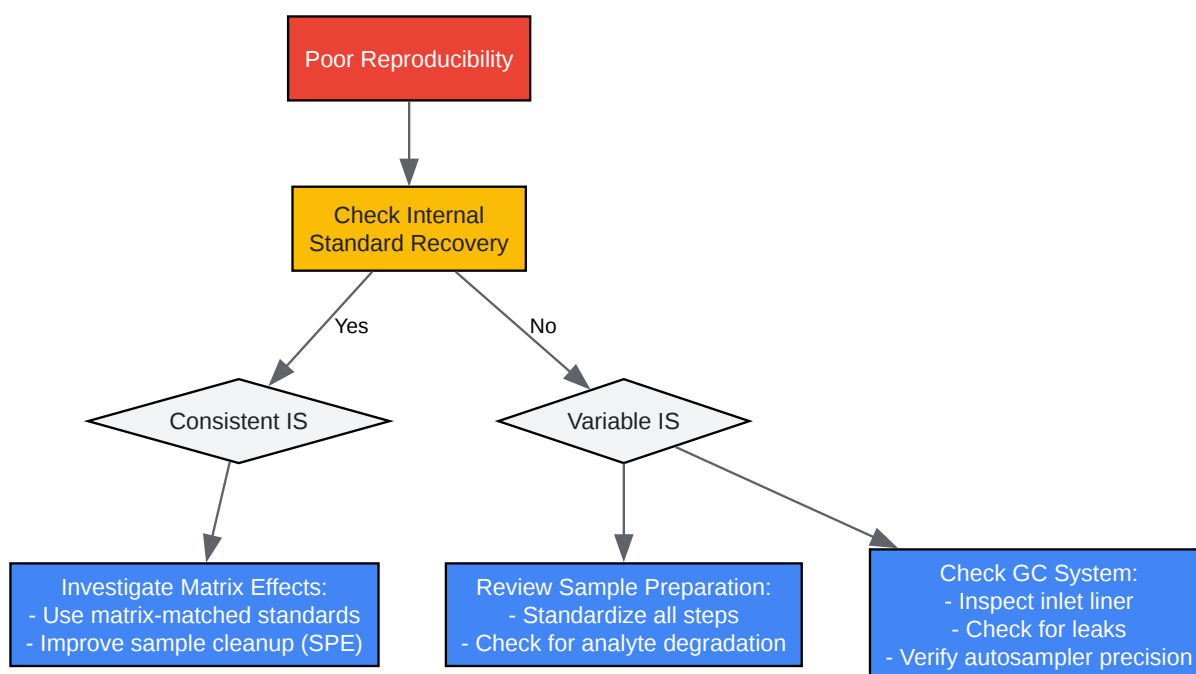 Poor Reproducibility
Check Internal
Standard Recovery
Yes
No
Consistent IS
Variable IS
Investigate Matrix Effects:
- Use matrix-matched standards
- Improve sample cleanup (SPE)
Review Sample Preparation:
- Standardize all steps
- Check for analyte degradation
Check GC System:
- Inspect inlet liner
- Check for leaks
- Verify autosampler precision